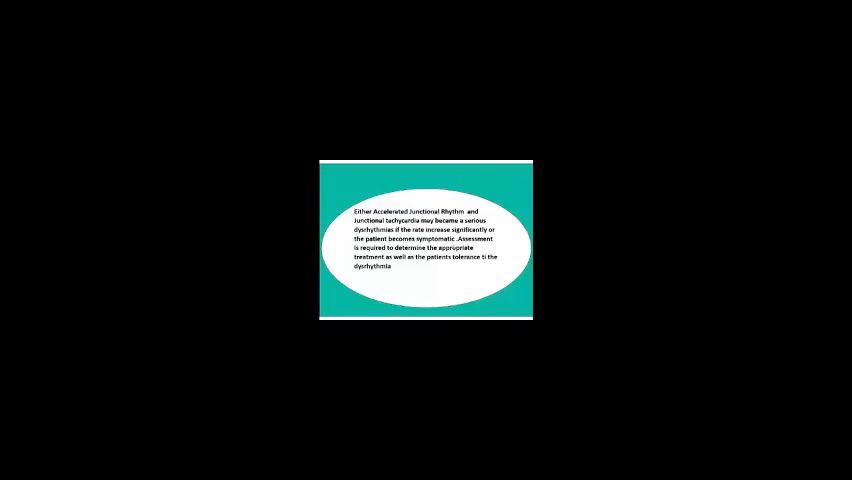 Either Accelerated Junctional Rhythm and
Junctional tachycardia may became a serious
dysrhythmias if the rate increase significantly or
the patient becomes symptomatic .Assessment
is required to determine the appropriate
treatment as well as the patients tolerance ti the
dysrhythmia